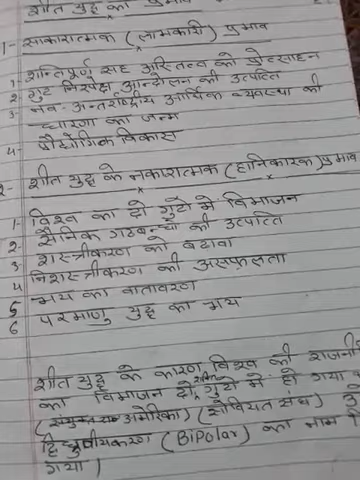 शीत युद्ध का प्रभाव
1- साकारात्मक (लाभकारी) प्रभाव
1- शान्तिपूर्ण सह अस्तित्व को प्रोत्साहन
2. गुट निरपेक्ष आन्दोलन की उत्पत्ति
3- नव-अन्तर्राष्ट्रीय आर्थिक व्यवस्था की
धारणा का जन्म
4- प्रौद्योगिक विकास
2- शीत युद्ध के नकारात्मक (हानिकारक) प्रभाव
1- विश्व का दो गुटो मे विभाजन
2- सैनिक गठबन्धो की उत्पत्ति
3 शस्त्रीकरण को बढावा
4 निशस्त्रीकरण की असफलता
5 भय का वातावरण
6 परमाणु युद्ध का भय
शीत युद्ध के कारण विश्व की राजनी
का विभाजन दो शक्ति गुटो मे हो गया
अमेरिका) (सोवियत संघ)
द्विध्रुवीयकरण (BiPolar) का नाम
गया)